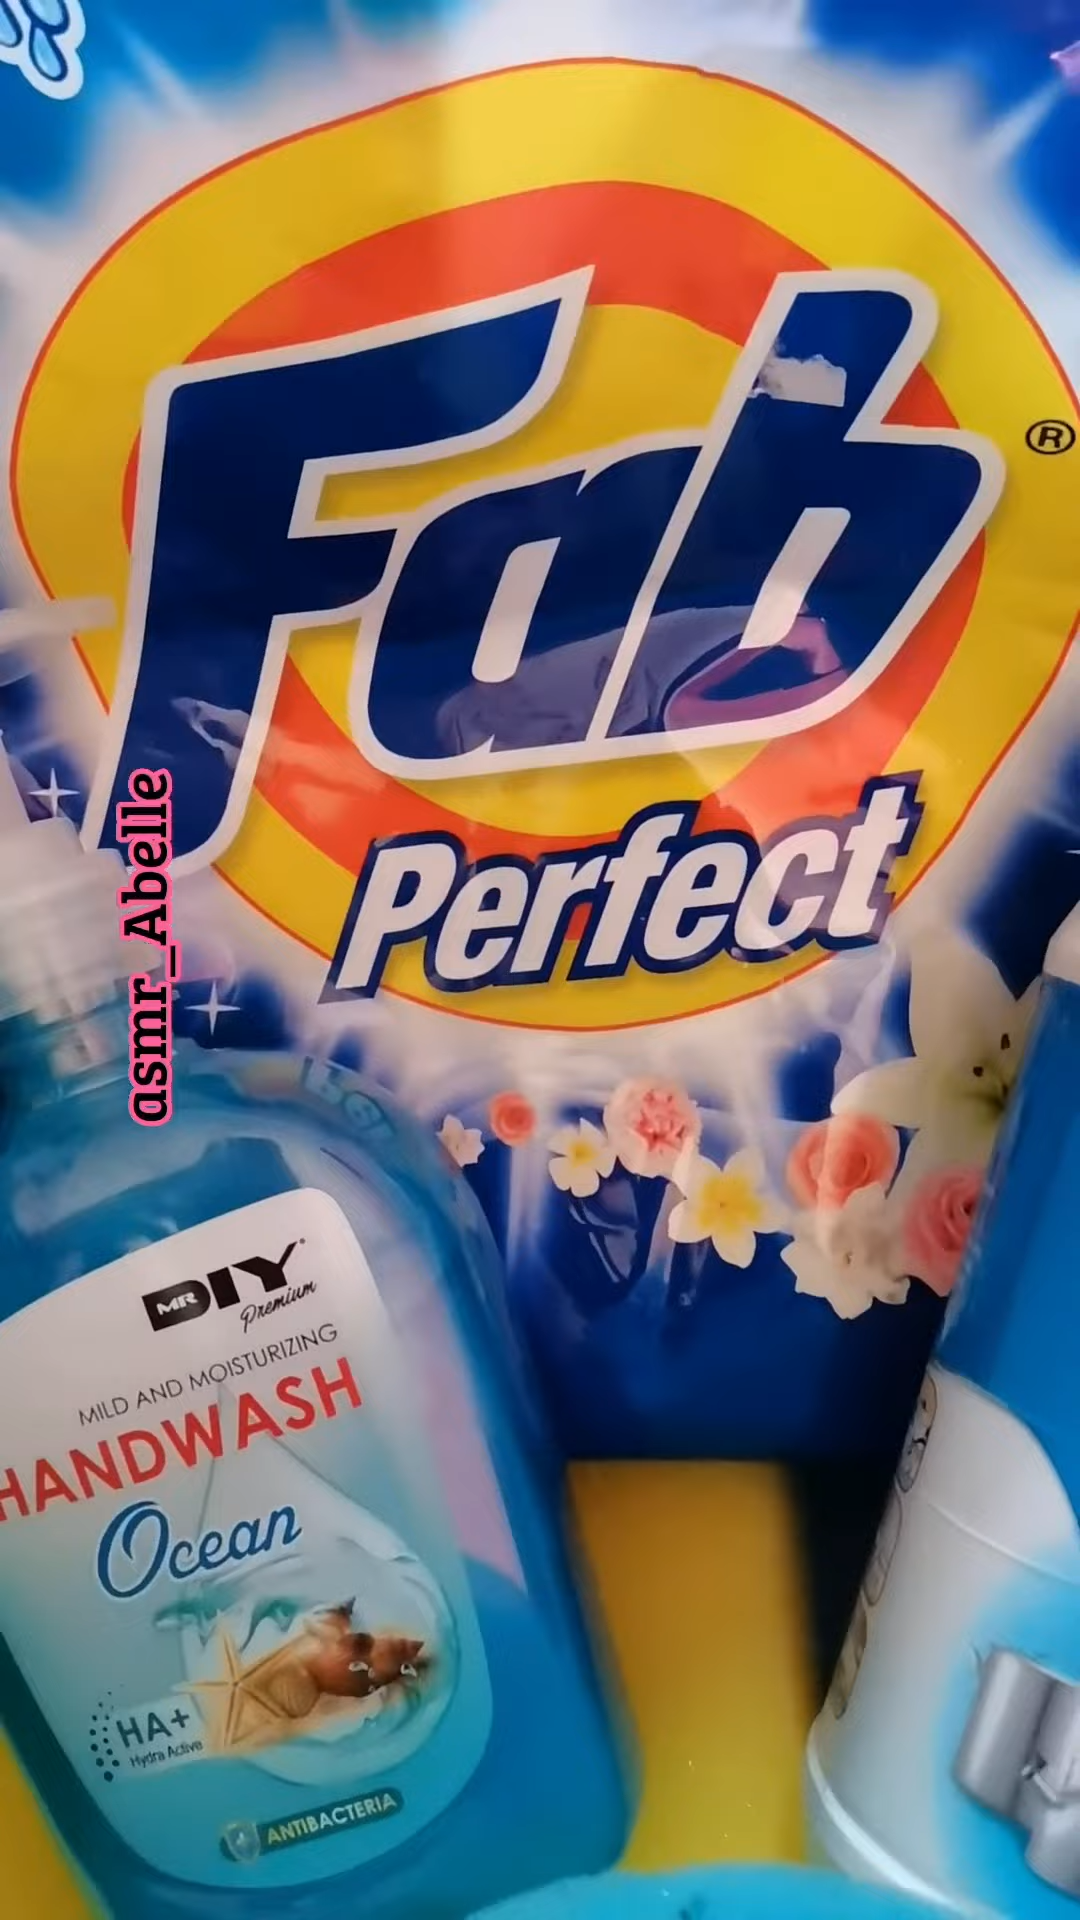 Fab
®
Perfect
asmr_Abelle
MR DIY
Premium
MILD AND MOISTURIZING
HANDWASH
Ocean
HA+
Hydra Active
ANTIBACTERIA